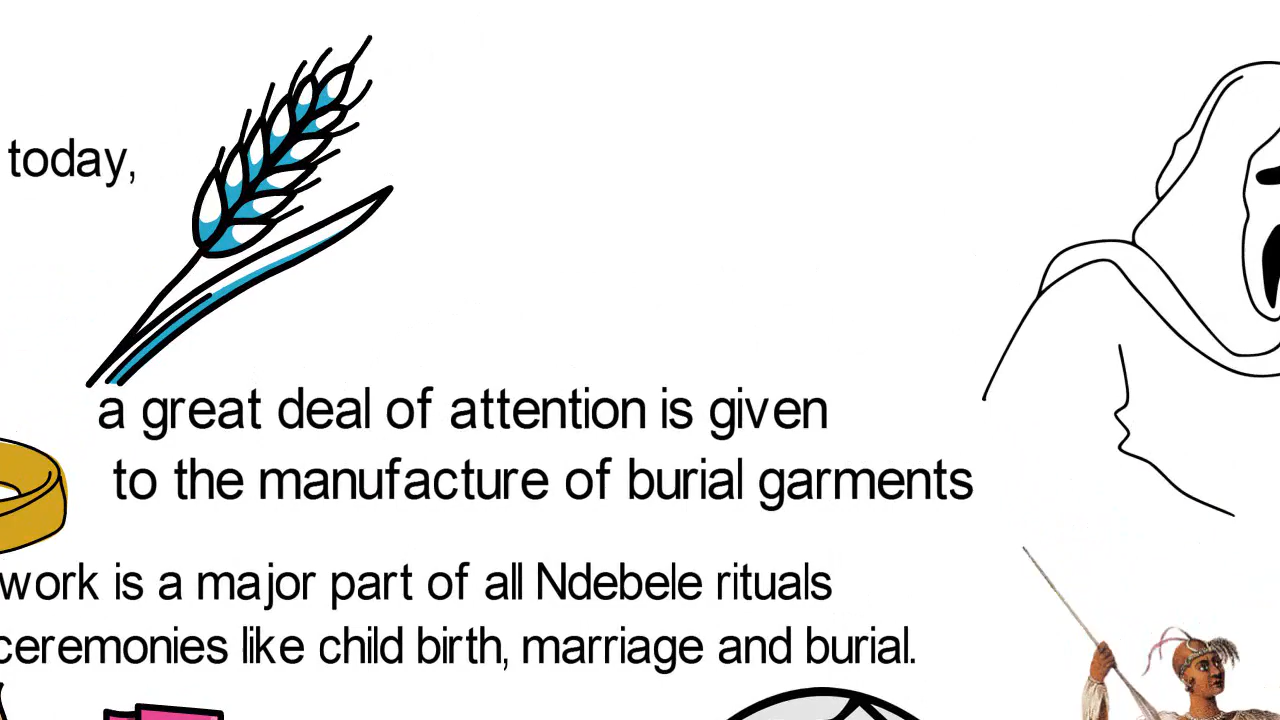 today,
a great deal of attention is given
to the manufacture of burial garments
work is a major part of all Ndebele rituals
ceremonies like child birth, marriage and burial.